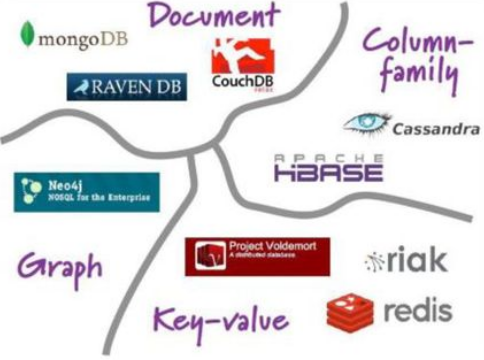 Document
mongoDB
RAVEN DB
CouchDB
relax
Column-
family
Cassandra
APACHE
HBASE
Neo4j
NOSQL for the Enterprise
Graph
Project Voldemort
A distributed database.
riak
redis
Key-value